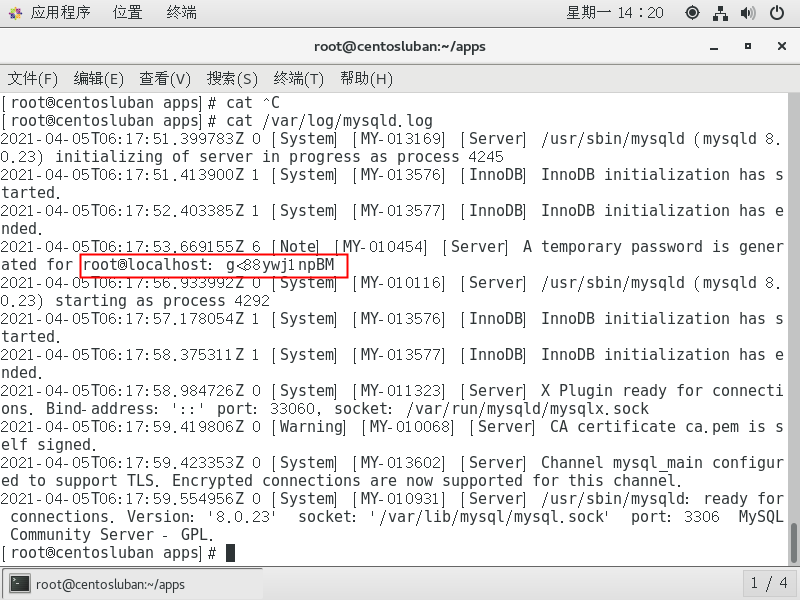 应用程序 位置 终端 星期一 14：20
root@centosluban:~/apps
文件(F) 编辑(E) 查看(V) 搜索(S) 终端(T) 帮助(H)
[root@centosluban apps]# cat ^C
[root@centosluban apps]# cat /var/log/mysqld.log
2021-04-05T06:17:51.399783Z 0 [System] [MY-013169] [Server] /usr/sbin/mysqld (mysqld 8.
0.23) initializing of server in progress as process 4245
2021-04-05T06:17:51.413900Z 1 [System] [MY-013576] [InnoDB] InnoDB initialization has s
tarted.
2021-04-05T06:17:52.403385Z 1 [System] [MY-013577] [InnoDB] InnoDB initialization has e
nded.
2021-04-05T06:17:53.669155Z 6 [Note] [MY-010454] [Server] A temporary password is gener
ated for root@localhost: g<88ywj1npBM
2021-04-05T06:17:56.933992Z 0 [System] [MY-010116] [Server] /usr/sbin/mysqld (mysqld 8.
0.23) starting as process 4292
2021-04-05T06:17:57.178054Z 1 [System] [MY-013576] [InnoDB] InnoDB initialization has s
tarted.
2021-04-05T06:17:58.375311Z 1 [System] [MY-013577] [InnoDB] InnoDB initialization has e
nded.
2021-04-05T06:17:58.984726Z 0 [System] [MY-011323] [Server] X Plugin ready for connecti
ons. Bind-address: '::' port: 33060, socket: /var/run/mysqld/mysqlx.sock
2021-04-05T06:17:59.419806Z 0 [Warning] [MY-010068] [Server] CA certificate ca.pem is s
elf signed.
2021-04-05T06:17:59.423353Z 0 [System] [MY-013602] [Server] Channel mysql_main configur
ed to support TLS. Encrypted connections are now supported for this channel.
2021-04-05T06:17:59.554956Z 0 [System] [MY-010931] [Server] /usr/sbin/mysqld: ready for
connections. Version: '8.0.23' socket: '/var/lib/mysql/mysql.sock' port: 3306 MySQL
Community Server - GPL.
[root@centosluban apps]#
root@centosluban:~/apps 1 / 4